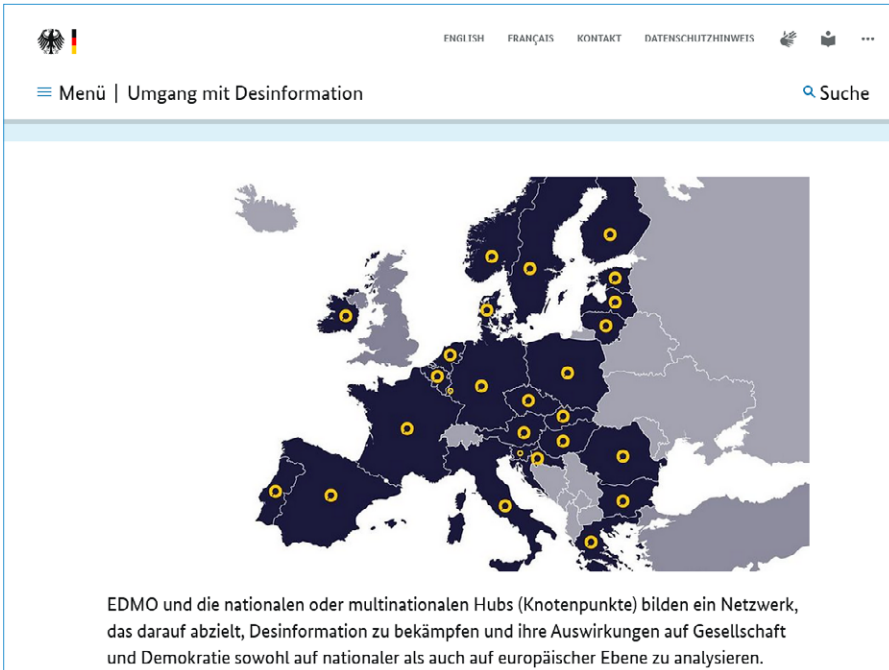 ENGLISH FRANÇAIS KONTAKT DATENSCHUTZHINWEIS
Menü | Umgang mit Desinformation
Suche
EDMO und die nationalen oder multinationalen Hubs (Knotenpunkte) bilden ein Netzwerk,
das darauf abzielt, Desinformation zu bekämpfen und ihre Auswirkungen auf Gesellschaft
und Demokratie sowohl auf nationaler als auch auf europäischer Ebene zu analysieren.